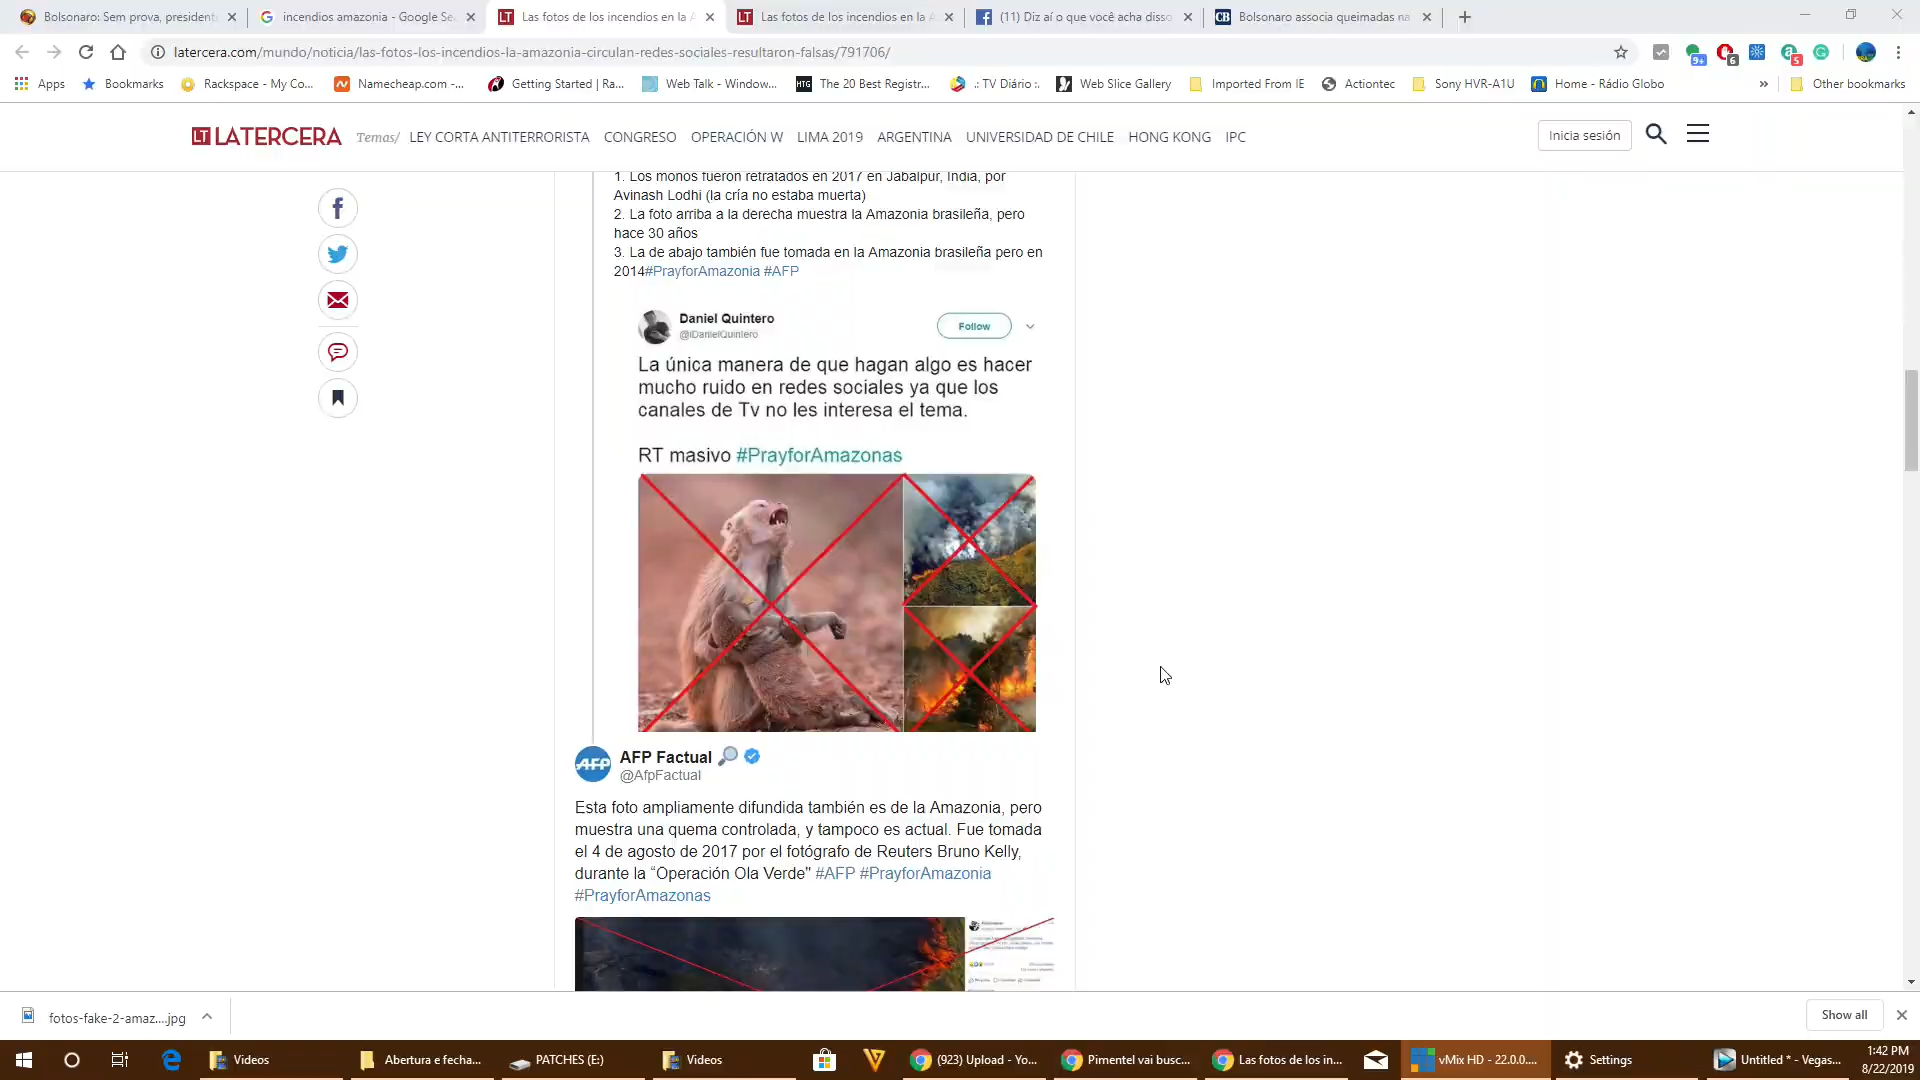 Bolsonaro: Sem prova, president
incendios amazonia - Google Se
Las fotos de los incendios en la A
Las fotos de los incendios en la A
(11) Diz aí o que você acha disso
Bolsonaro associa queimadas na
latercera.com/mundo/noticia/las-fotos-los-incendios-la-amazonia-circulan-redes-sociales-resultaron-falsas/791706/
9+
6
5
Apps
Bookmarks
Rackspace - My Co...
Namecheap.com -...
Getting Started | Ra...
Web Talk - Window...
HTG
The 20 Best Registr...
.: TV Diário :.
Web Slice Gallery
Imported From IE
Actiontec
Sony HVR-A1U
Home - Rádio Globo
»
Other bookmarks
LT LATERCERA
Temas/
LEY CORTA ANTITERRORISTA
CONGRESO
OPERACIÓN W
LIMA 2019
ARGENTINA
UNIVERSIDAD DE CHILE
HONG KONG
IPC
Inicia sesión
1. Los monos fueron retratados en 2017 en Jabalpur, India, por
Avinash Lodhi (la cría no estaba muerta)
2. La foto arriba a la derecha muestra la Amazonia brasileña, pero
hace 30 años
3. La de abajo también fue tomada en la Amazonia brasileña pero en
2014#PrayforAmazonia #AFP
Daniel Quintero
@iDanielQuintero
Follow
La única manera de que hagan algo es hacer
mucho ruido en redes sociales ya que los
canales de Tv no les interesa el tema.
RT masivo #PrayforAmazonas
AFP
AFP Factual
@AfpFactual
Esta foto ampliamente difundida también es de la Amazonia, pero
muestra una quema controlada, y tampoco es actual. Fue tomada
el 4 de agosto de 2017 por el fotógrafo de Reuters Bruno Kelly,
durante la “Operación Ola Verde" #AFP #PrayforAmazonia
#PrayforAmazonas
fotos-fake-2-amaz....jpg
Show all
Videos
Abertura e fecha...
PATCHES (E:)
Videos
(923) Upload - Yo...
Pimentel vai busc...
Las fotos de los in...
vMix HD - 22.0.0....
Settings
Untitled * - Vegas...
1:42 PM
8/22/2019